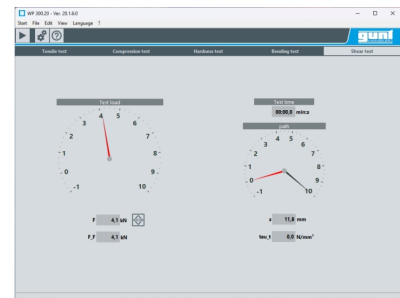 WP 300.20 - Ver: 20.1.6.0
Start File Edit View Language ?
gunt
Tensile test Compression test Hardness test Bending test Shear test
Test load
-1 0 1 2 3 4 5 6 7 8 9 10
F 4,1 kN
F_F 4,1 kN
Test time
00:00,0 min:s
path
-1 0 1 2 3 4 5 6 7 8 9 10
s 11,8 mm
tau_t 0.0 N/mm²